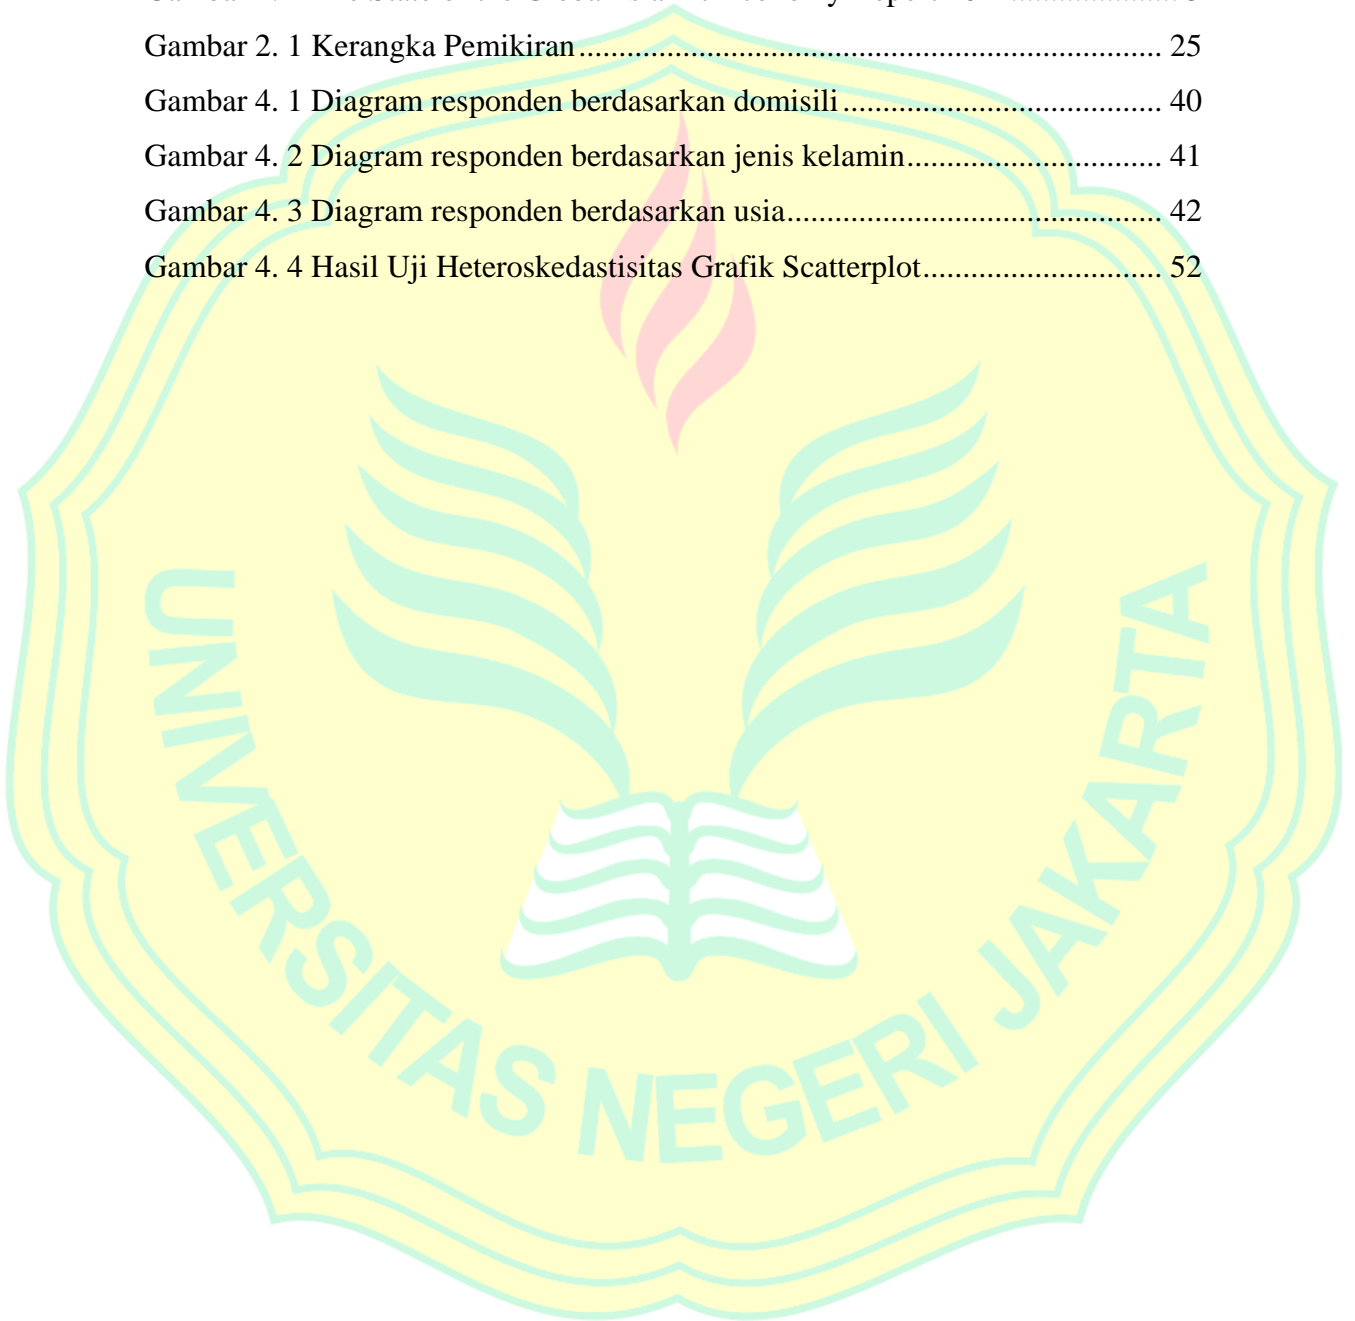 Gambar 2. 1 Kerangka Pemikiran.......................................................................... 25
Gambar 4. 1 Diagram responden berdasarkan domisili........................................ 40
Gambar 4. 2 Diagram responden berdasarkan jenis kelamin................................ 41
Gambar 4. 3 Diagram responden berdasarkan usia............................................... 42
Gambar 4. 4 Hasil Uji Heteroskedastisitas Grafik Scatterplot.............................. 52
UNIVERSITAS NEGERI JAKARTA